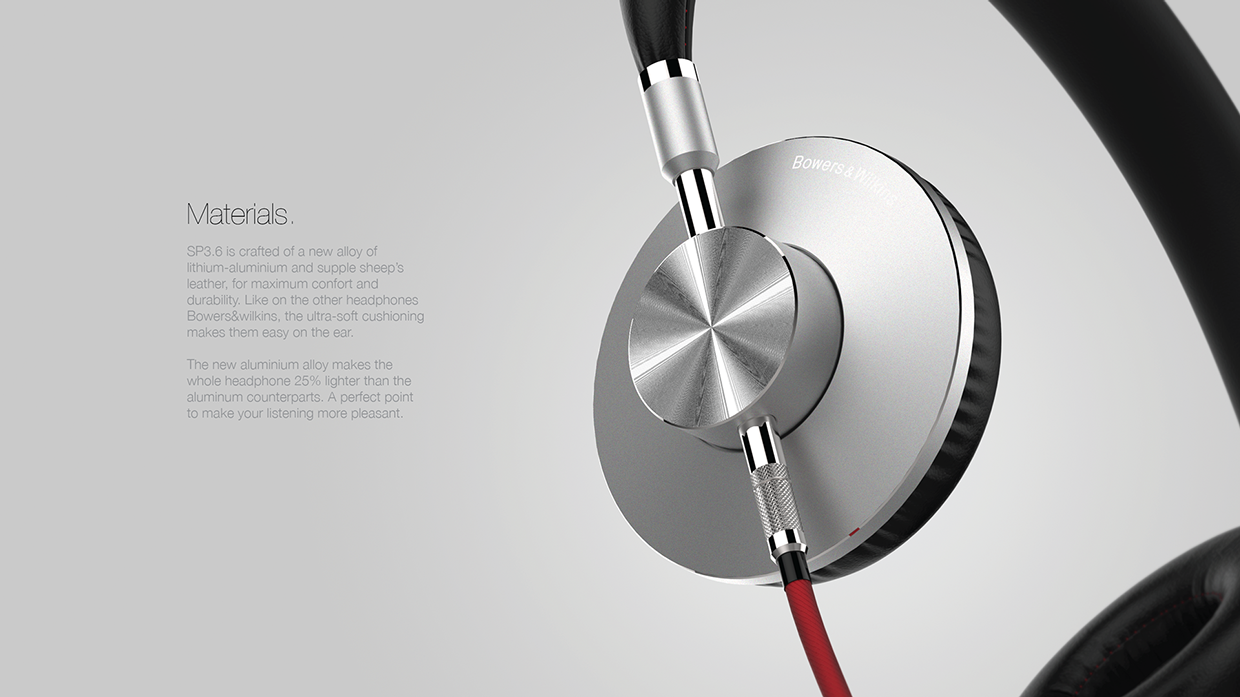 Materials.
SP3.6 is crafted of a new alloy of
lithium-aluminium and supple sheep's
leather, for maximum confort and
durability. Like on the other headphones
Bowers&wilkins, the ultra-soft cushioning
makes them easy on the ear.
The new aluminium alloy makes the
whole headphone 25% lighter than the
aluminum counterparts. A perfect point
to make your listening more pleasant.
Bowers&Wilkins